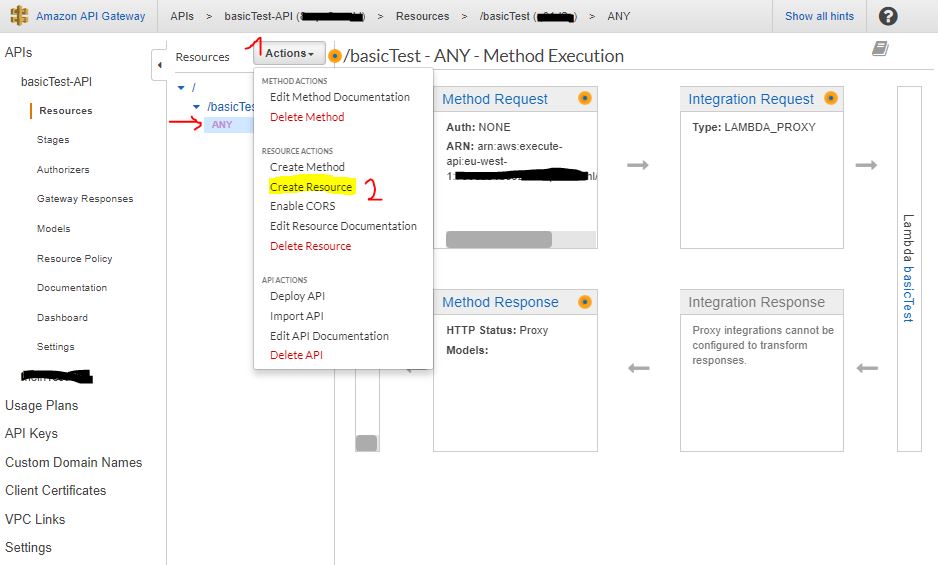 Amazon API Gateway APIs > basicTest-API ( ) > Resources > /basicTest ( ) > ANY Show all hints ?
APIs
basicTest-API
Resources
Stages
Authorizers
Gateway Responses
Models
Resource Policy
Documentation
Dashboard
Settings
Usage Plans
API Keys
Custom Domain Names
Client Certificates
VPC Links
Settings
Resources
1
Actions
/
/basicTes
ANY
METHOD ACTIONS
Edit Method Documentation
Delete Method
RESOURCE ACTIONS
Create Method
Create Resource 2
Enable CORS
Edit Resource Documentation
Delete Resource
API ACTIONS
Deploy API
Import API
Edit API Documentation
Delete API
/basicTest - ANY - Method Execution
Method Request
Auth: NONE
ARN: arn:aws:execute-
api:eu-west-
1:
Integration Request
Type: LAMBDA_PROXY
Method Response
HTTP Status: Proxy
Models:
Integration Response
Proxy integrations cannot be
configured to transform
responses.
Lambda basicTest